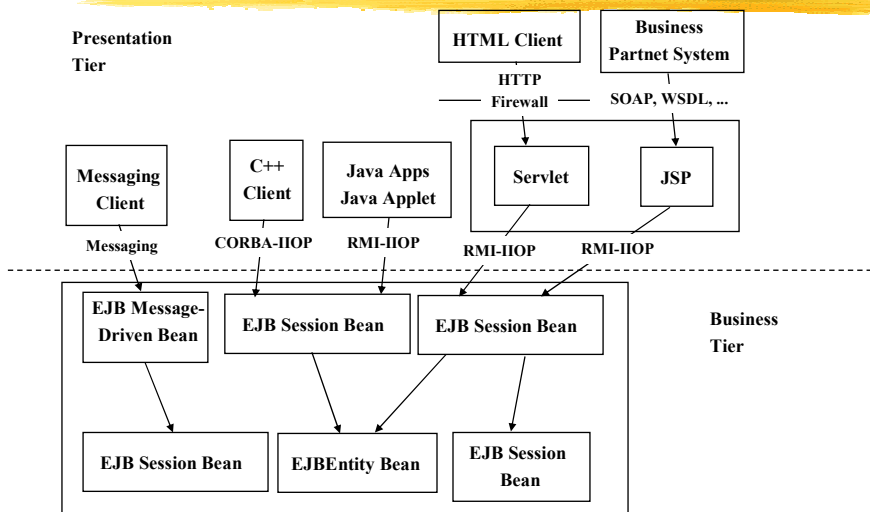 Presentation
Tier
HTML Client
Business
Partnet System
HTTP
Firewall
SOAP, WSDL, ...
Messaging
Client
C++
Client
Java Apps
Java Applet
Servlet
JSP
Messaging
CORBA-IIOP
RMI-IIOP
RMI-IIOP
RMI-IIOP
EJB Message-
Driven Bean
EJB Session Bean
EJB Session Bean
Business
Tier
EJB Session Bean
EJBEntity Bean
EJB Session
Bean